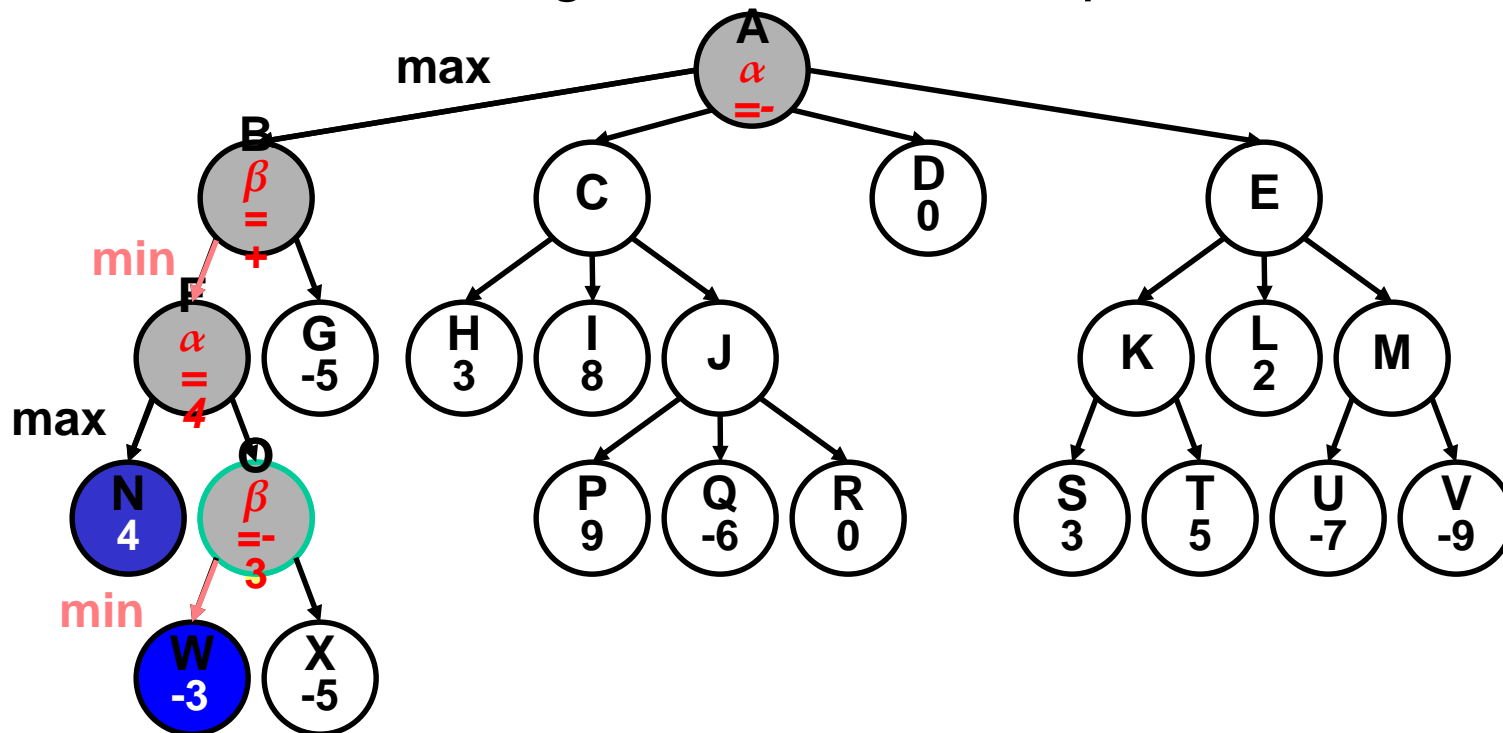 A
max
α
=-
B
β
=
+
C
D
0
E
min
F
α
=
4
G
-5
H
3
I
8
J
K
L
2
M
max
N
4
O
β
=-
3
P
9
Q
-6
R
0
S
3
T
5
U
-7
V
-9
min
W
-3
X
-5